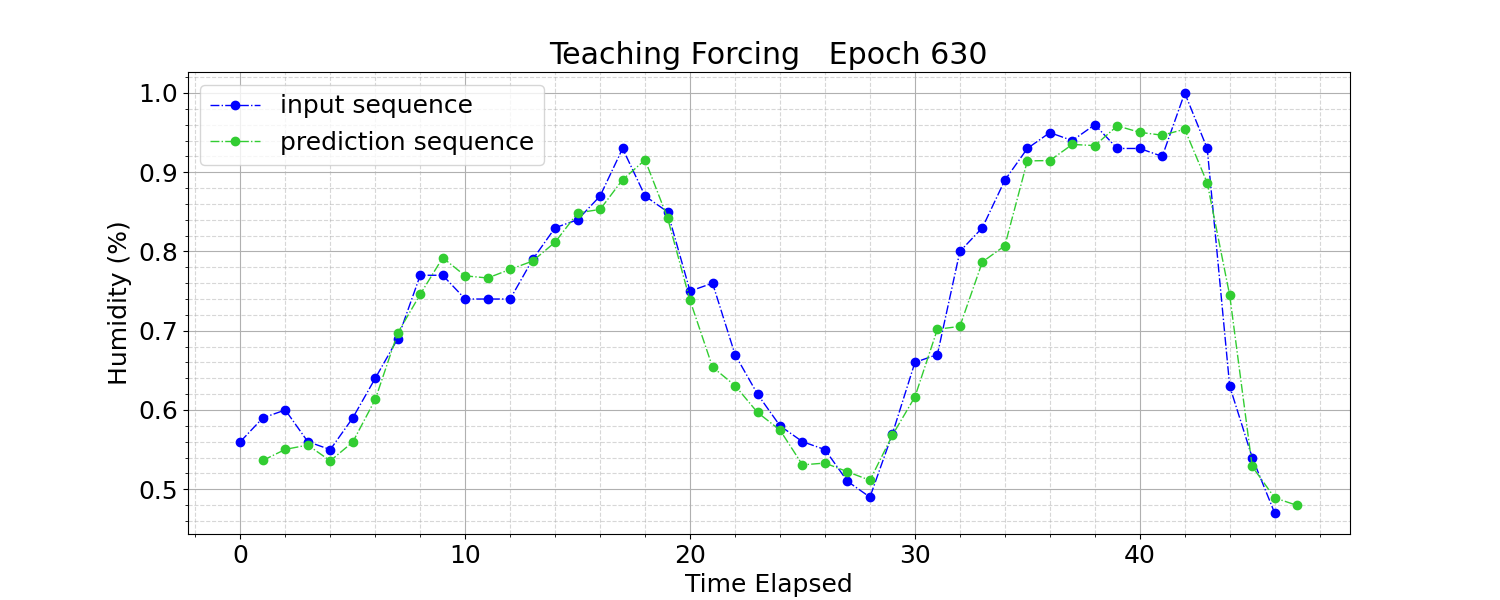 Teaching Forcing   Epoch 630
input sequence
prediction sequence
Humidity (%)
1.0
0.9
0.8
0.7
0.6
0.5
0 10 20 30 40
Time Elapsed